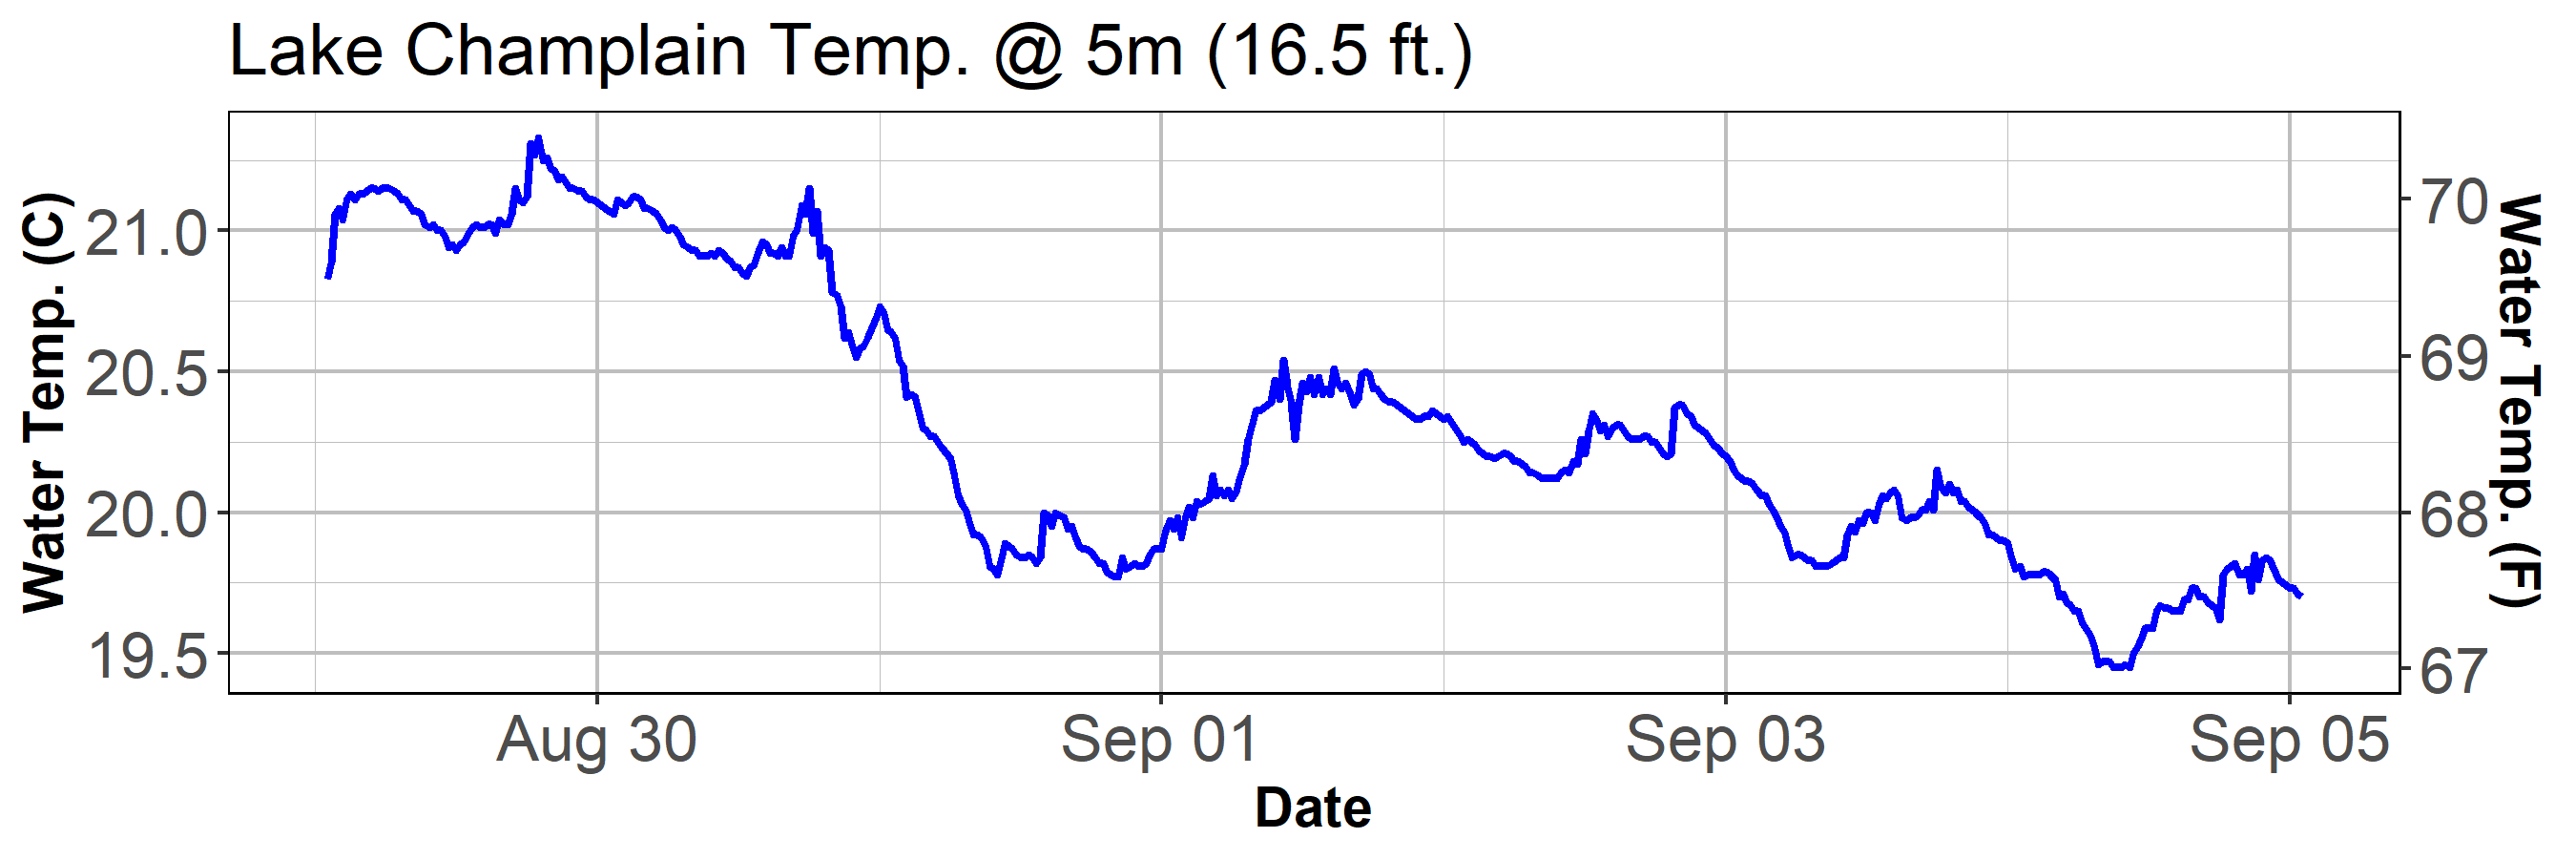 Lake Champlain Temp. @ 5m (16.5 ft.)
Water Temp. (C)
21.0
20.5
20.0
19.5
70
69
68
67
Water Temp. (F)
Aug 30
Sep 01
Sep 03
Sep 05
Date